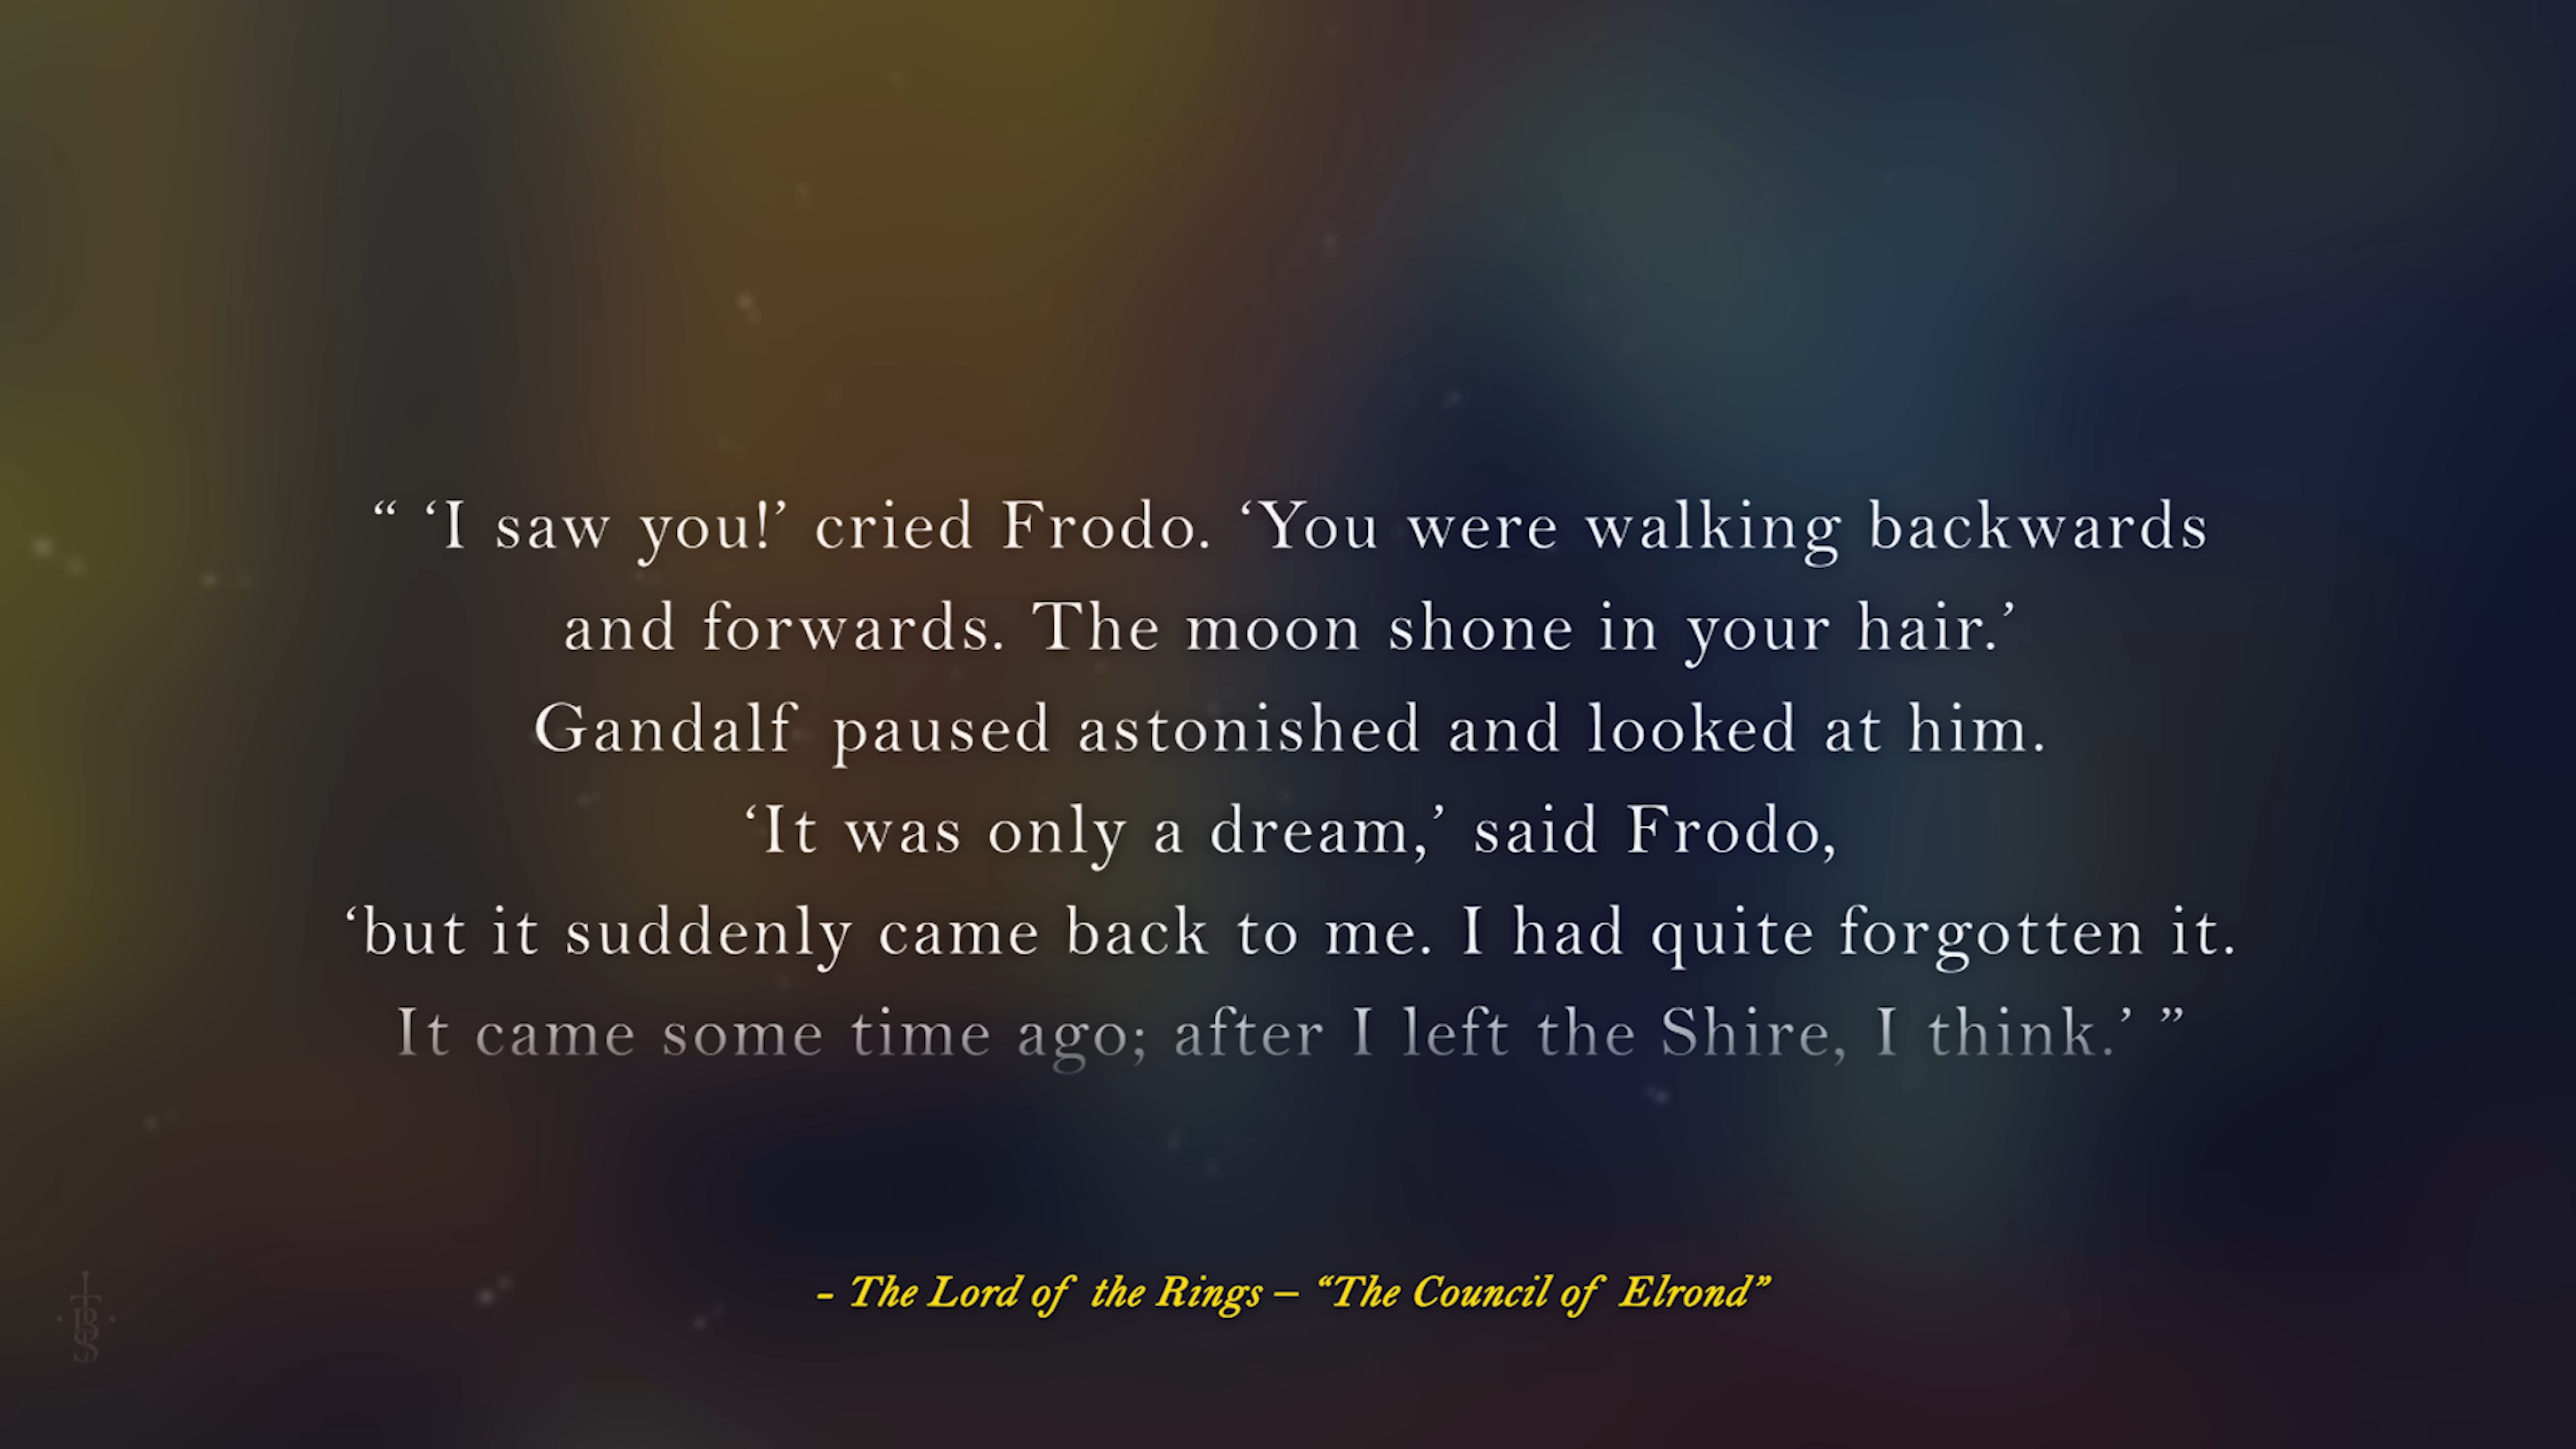 “ ‘I saw you!’ cried Frodo. ‘You were walking backwards
and forwards. The moon shone in your hair.’
Gandalf paused astonished and looked at him.
‘It was only a dream,’ said Frodo,
‘but it suddenly came back to me. I had quite forgotten it.
It came some time ago; after I left the Shire, I think.’ ”
- The Lord of the Rings – “The Council of Elrond”